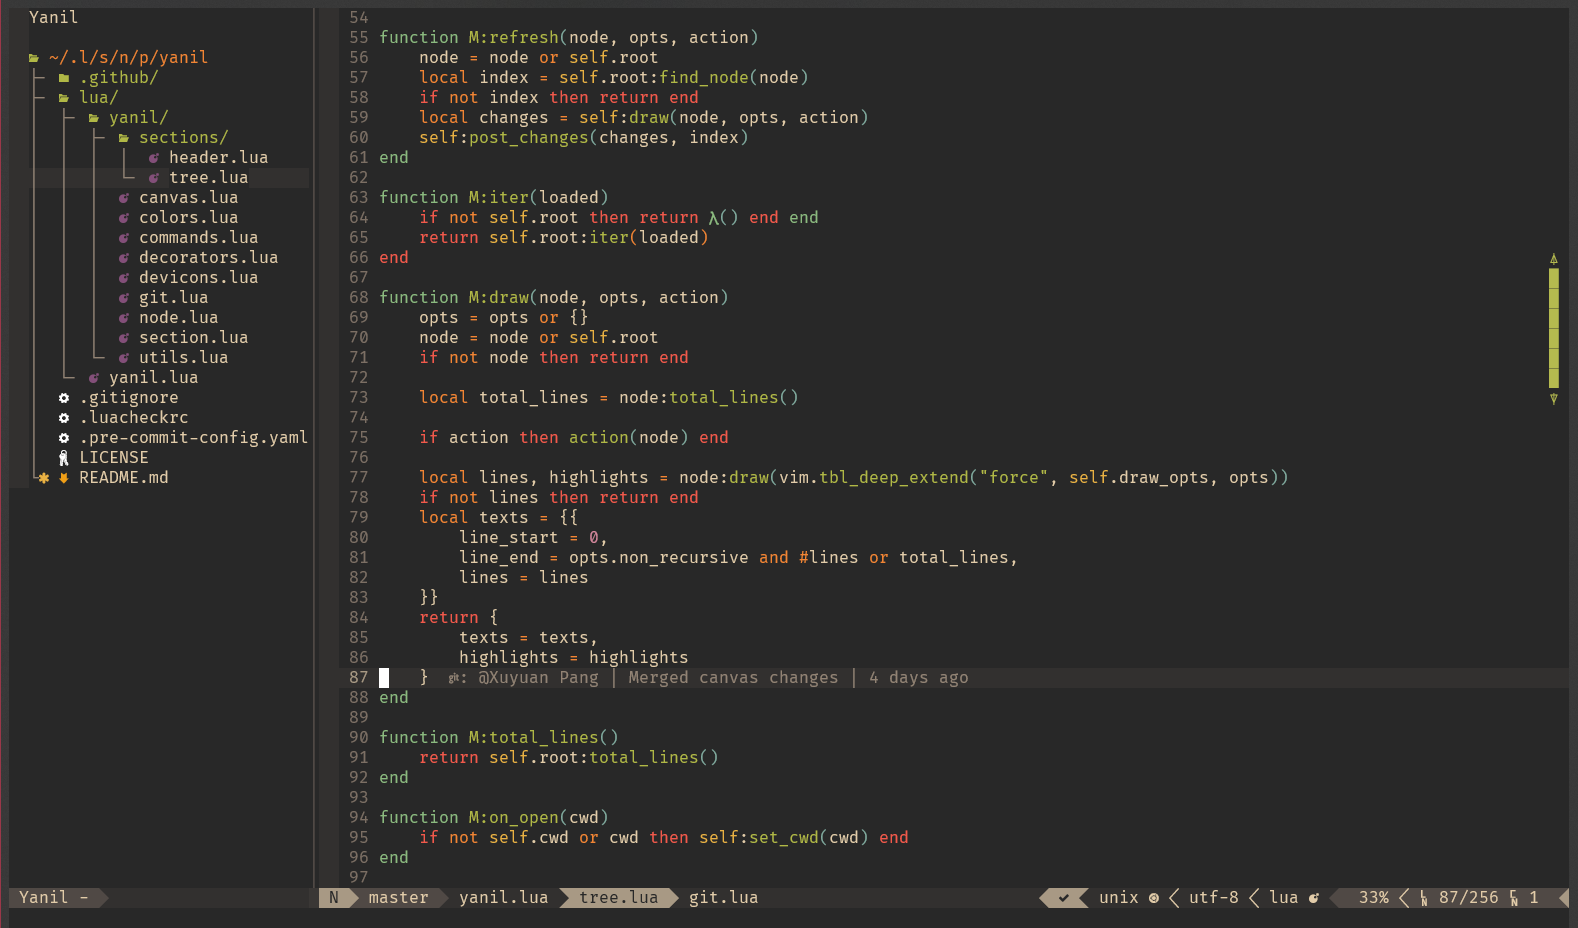 Yanil
~/.l/s/n/p/yanil
.github/
lua/
yanil/
sections/
header.lua
tree.lua
canvas.lua
colors.lua
commands.lua
decorators.lua
devicons.lua
git.lua
node.lua
section.lua
utils.lua
yanil.lua
.gitignore
.luacheckrc
.pre-commit-config.yaml
LICENSE
README.md
Yanil -
54
55 function M:refresh(node, opts, action)
56     node = node or self.root
57     local index = self.root:find_node(node)
58     if not index then return end
59     local changes = self:draw(node, opts, action)
60     self:post_changes(changes, index)
61 end
62
63 function M:iter(loaded)
64     if not self.root then return λ() end end
65     return self.root:iter(loaded)
66 end
67
68 function M:draw(node, opts, action)
69     opts = opts or {}
70     node = node or self.root
71     if not node then return end
72
73     local total_lines = node:total_lines()
74
75     if action then action(node) end
76
77     local lines, highlights = node:draw(vim.tbl_deep_extend("force", self.draw_opts, opts))
78     if not lines then return end
79     local texts = {{
80         line_start = 0,
81         line_end = opts.non_recursive and #lines or total_lines,
82         lines = lines
83     }}
84     return {
85         texts = texts,
86         highlights = highlights
87     }  git: @Xuyuan Pang | Merged canvas changes | 4 days ago
88 end
89
90 function M:total_lines()
91     return self.root:total_lines()
92 end
93
94 function M:on_open(cwd)
95     if not self.cwd or cwd then self:set_cwd(cwd) end
96 end
97
N master yanil.lua tree.lua git.lua ✓ unix utf-8 lua 33% LN 87/256 CN 1